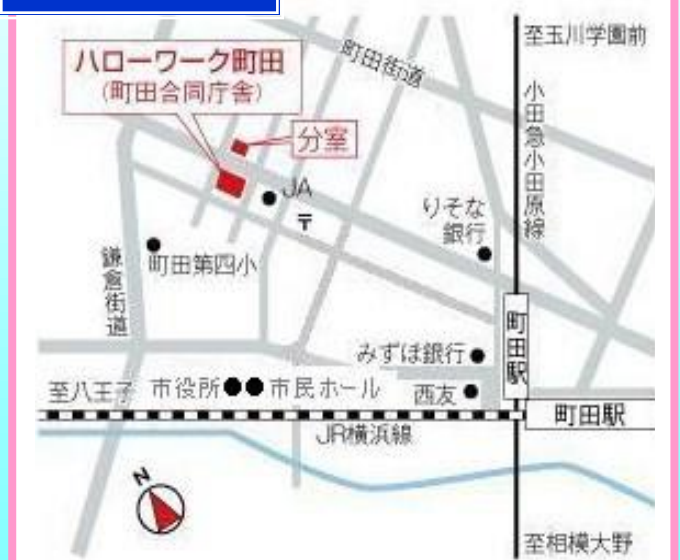 至玉川学園前
ハローワーク町田
(町田合同庁舎)
町田街道
小田急小田原線
分室
JA
〒
りそな
銀行
町田第四小
鎌倉街道
町田駅
みずほ銀行
至八王子
市役所
市民ホール
西友
町田駅
JR横浜線
N
至相模大野